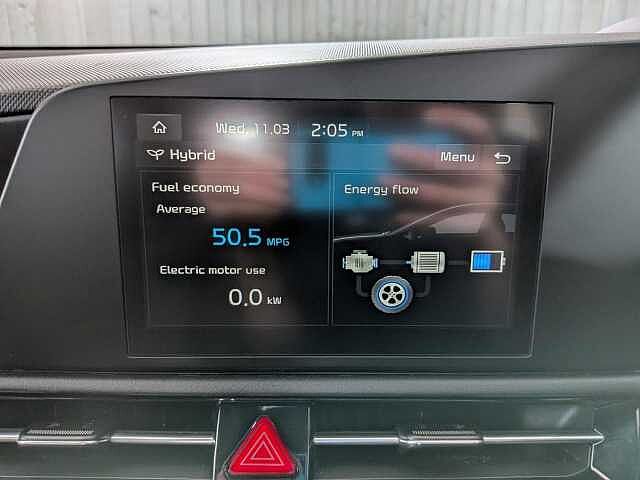 Wed, 11.03 2:05 PM
Hybrid Menu
Fuel economy
Average
50.5 MPG
Electric motor use
0.0 kW
Energy flow